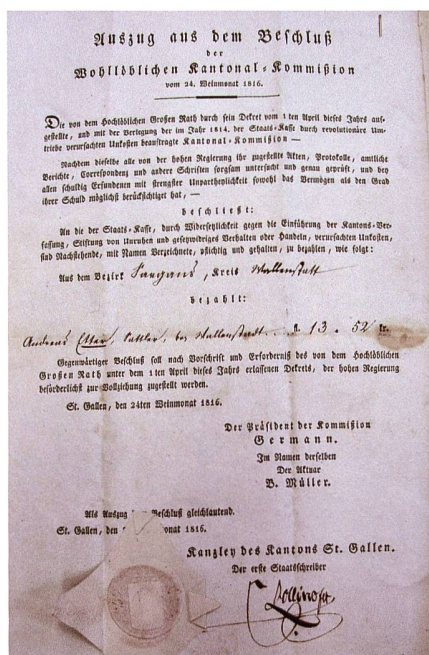 Auszug aus dem Beschluß
der
Wohllöblichen Kantonal-Kommißion
vom 24. Weinmonat 1816.
Die von dem Hochlöblichen Großen Rath durch sein Dekret vom 1ten April dieses Jahrs auf-
gestellte, und mit der Verlegung der im Jahr 1814. der Staats-Kasse durch revolutionäre Um-
triebe verursachten Unkosten beauftragte Kantonal-Kommißion —
Nachdem dieselbe alle von der hohen Regierung ihr zugestellte Akten, Protokolle, amtliche
Berichte, Correspondenz und andere Schriften sorgsam untersucht und genau geprüft, und bey
allen schuldig Erfundenen mit strengster Unpartheylichkeit sowohl das Vermögen als den Grad
ihrer Schuld möglichst berücksichtiget hat, —
beschließt:
An die der Staats-Kasse, durch Widersetzlichkeit gegen die Einführung der Kantons-Ver-
fassung, Stiftung von Unruhen und gesetzwidriges Verhalten oder Handeln, verursachten Unkosten,
sind Nachstehende, mit Namen Verzeichnete, pflichtig und gehalten, zu bezahlen, wie folgt:
Aus dem Bezirk Sargans, Kreis Wallenstatt
bezahlt:
Andreas Etter, Sattler, bey Wallenstadt. fl. 13. 52 kr.
Gegenwärtiger Beschluß soll nach Vorschrift und Erforderniß des von dem Hochlöblichen
Großen Rath unter dem 1ten April dieses Jahrs erlassenen Dekrets, der hohen Regierung
beförderlichst zur Vollziehung zugestellt werden.
St. Gallen, den 24ten Weinmonat 1816.
Der Präsident der Kommißion
Germann.
Im Namen derselben
Der Aktuar
B. Müller.
Als Auszug Beschluß gleichlautend.
St. Gallen, den monat 1816.
Kanzley des Kantons St. Gallen.
Der erste Staatsschreiber
Zollikofer